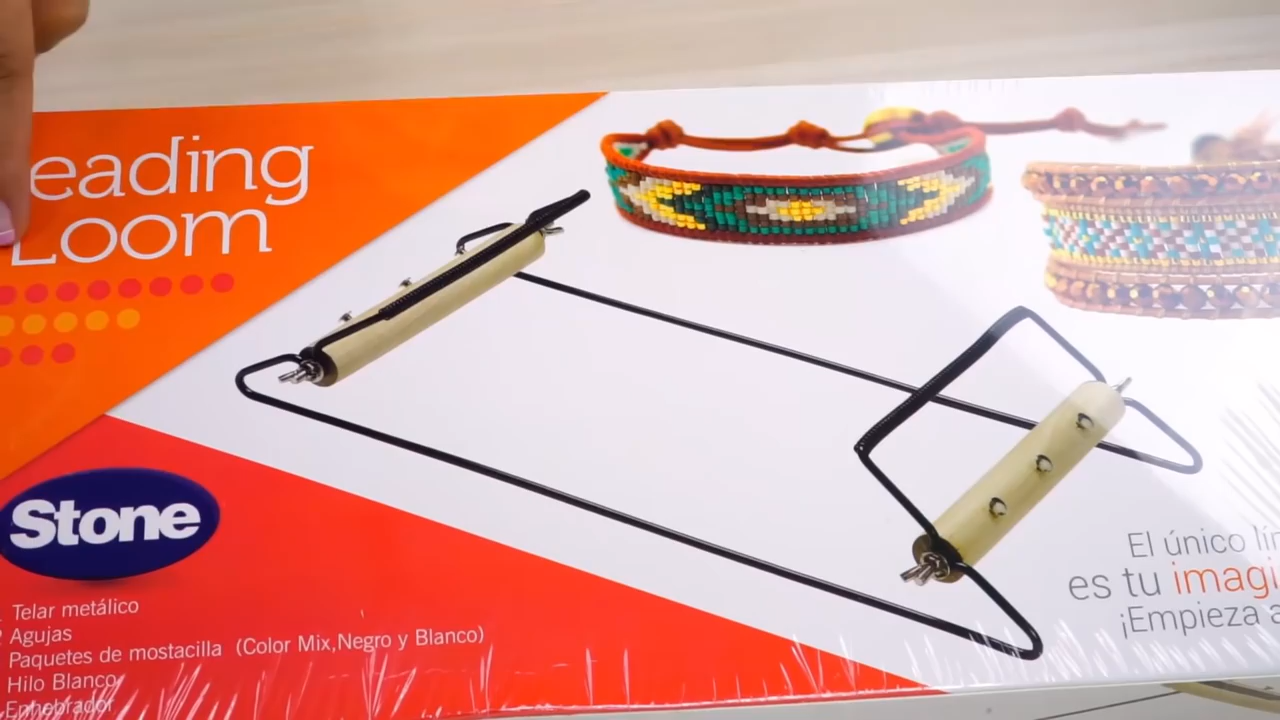 eading
Loom
Stone
Telar metálico
Agujas
Paquetes de mostacilla (Color Mix,Negro y Blanco)
Hilo Blanco
Enhebrador
El único lí
es tu imagi
¡Empieza a